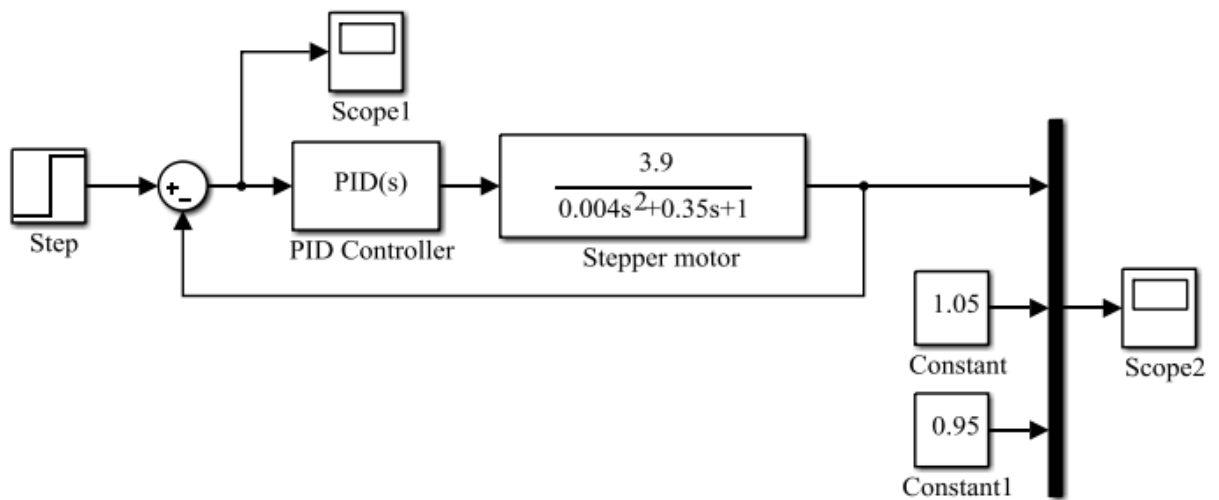 Scope1
+
−
PID(s)
3.9
0.004s²+0.35s+1
Step
PID Controller
Stepper motor
1.05
Constant
Scope2
0.95
Constant1